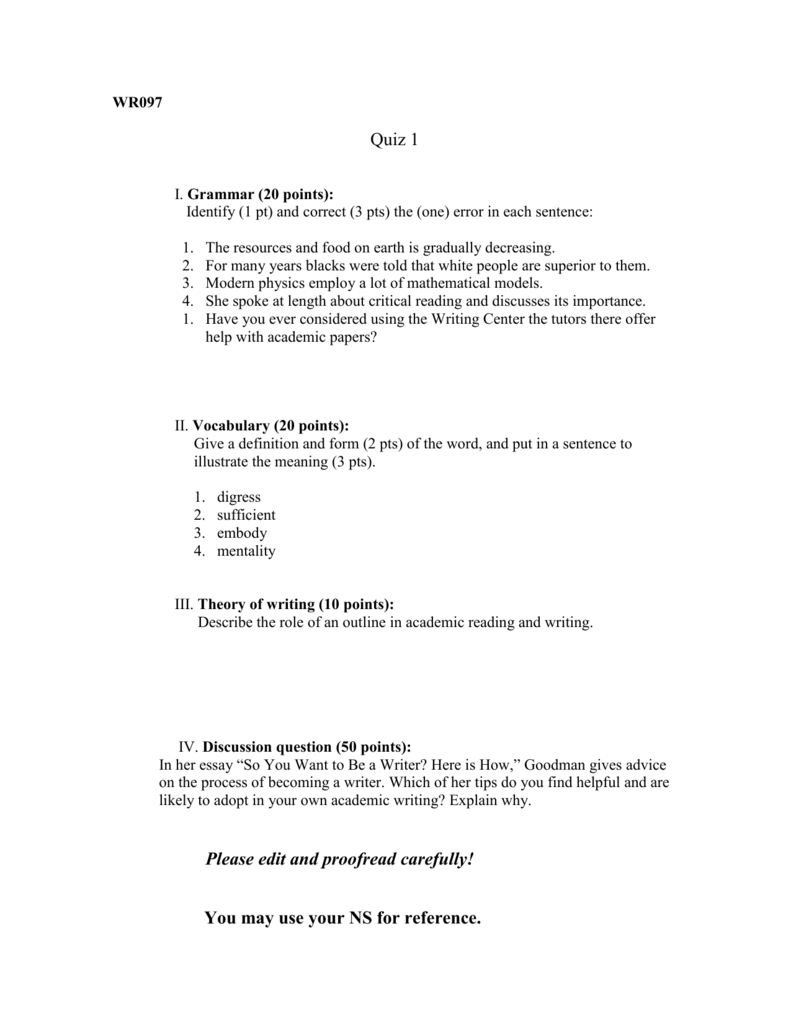 WR097
Quiz 1
I. Grammar (20 points):
Identify (1 pt) and correct (3 pts) the (one) error in each sentence:
1. The resources and food on earth is gradually decreasing.
2. For many years blacks were told that white people are superior to them.
3. Modern physics employ a lot of mathematical models.
4. She spoke at length about critical reading and discusses its importance.
1. Have you ever considered using the Writing Center the tutors there offer
help with academic papers?
II. Vocabulary (20 points):
Give a definition and form (2 pts) of the word, and put in a sentence to
illustrate the meaning (3 pts).
1. digress
2. sufficient
3. embody
4. mentality
III. Theory of writing (10 points):
Describe the role of an outline in academic reading and writing.
IV. Discussion question (50 points):
In her essay “So You Want to Be a Writer? Here is How,” Goodman gives advice
on the process of becoming a writer. Which of her tips do you find helpful and are
likely to adopt in your own academic writing? Explain why.
Please edit and proofread carefully!
You may use your NS for reference.